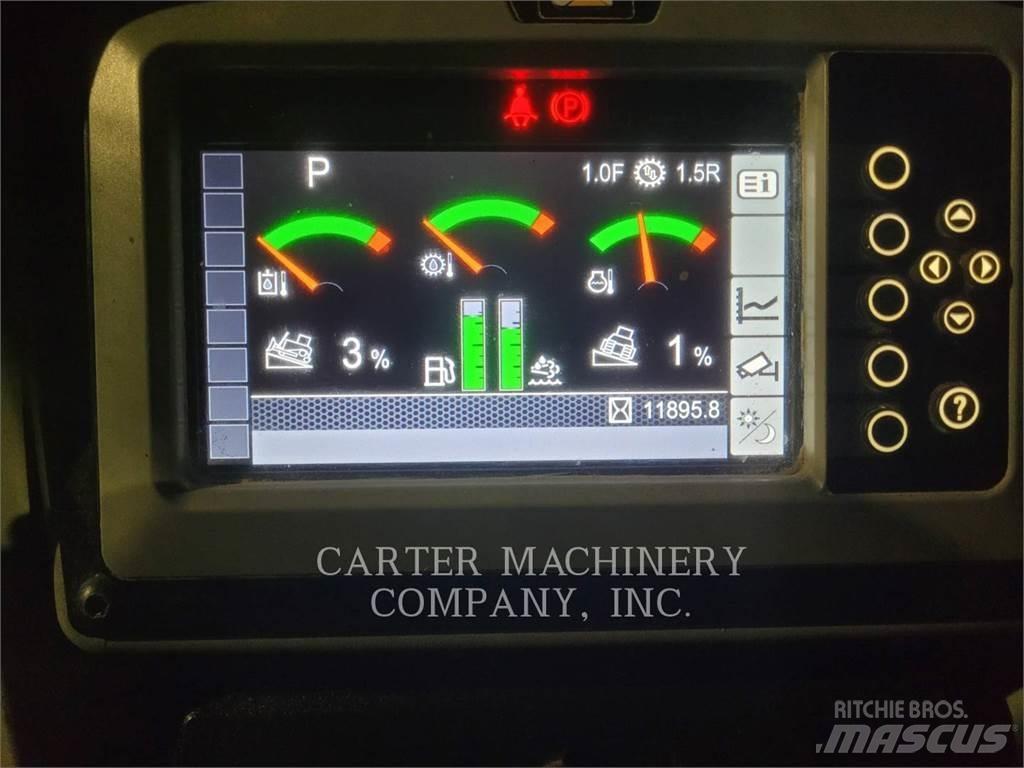 P
P 1.0F 1.5R
3 % 1 %
11895.8
?
CARTER MACHINERY
COMPANY, INC.
RITCHIE BROS.
MASCUS